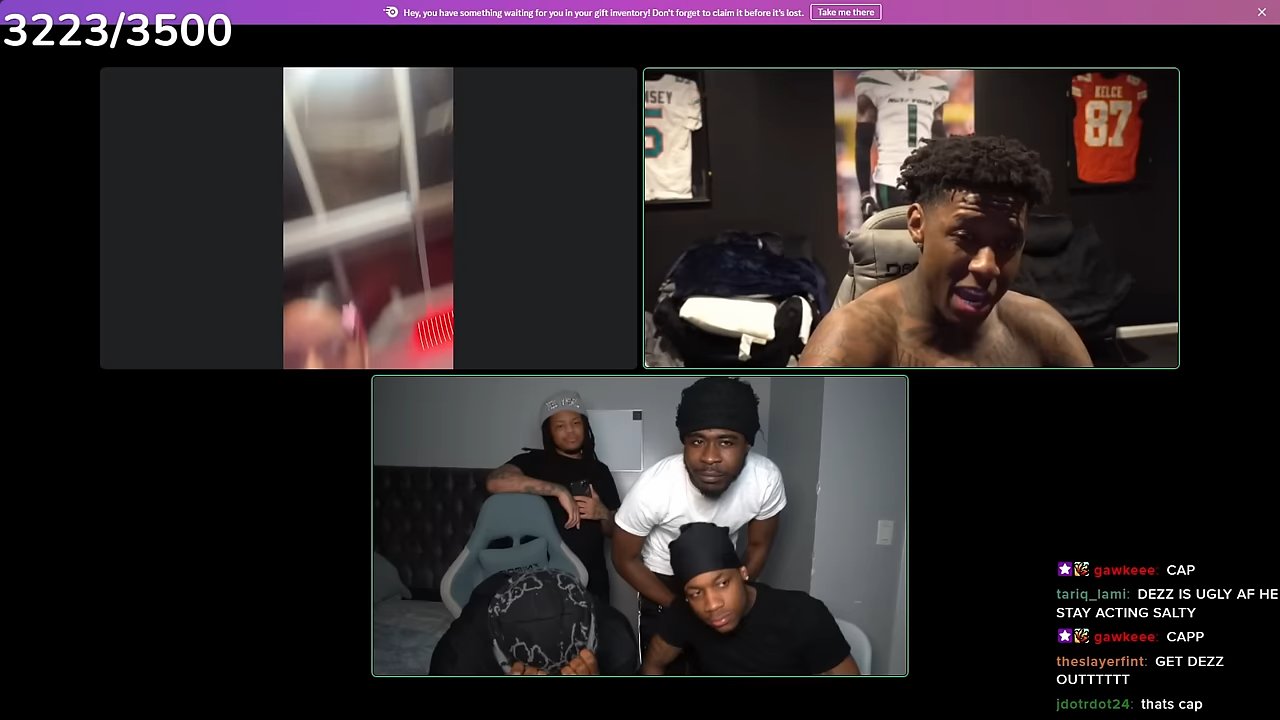 Hey, you have something waiting for you in your gift inventory! Don't forget to claim it before it's lost.
Take me there
3223/3500
NSEY
5
1
KELCE
87
gawkeee: CAP
tariq_lami: DEZZ IS UGLY AF HE
STAY ACTING SALTY
gawkeee: CAPP
theslayerfint: GET DEZZ
OUTTTTTT
jdotrdot24: thats cap